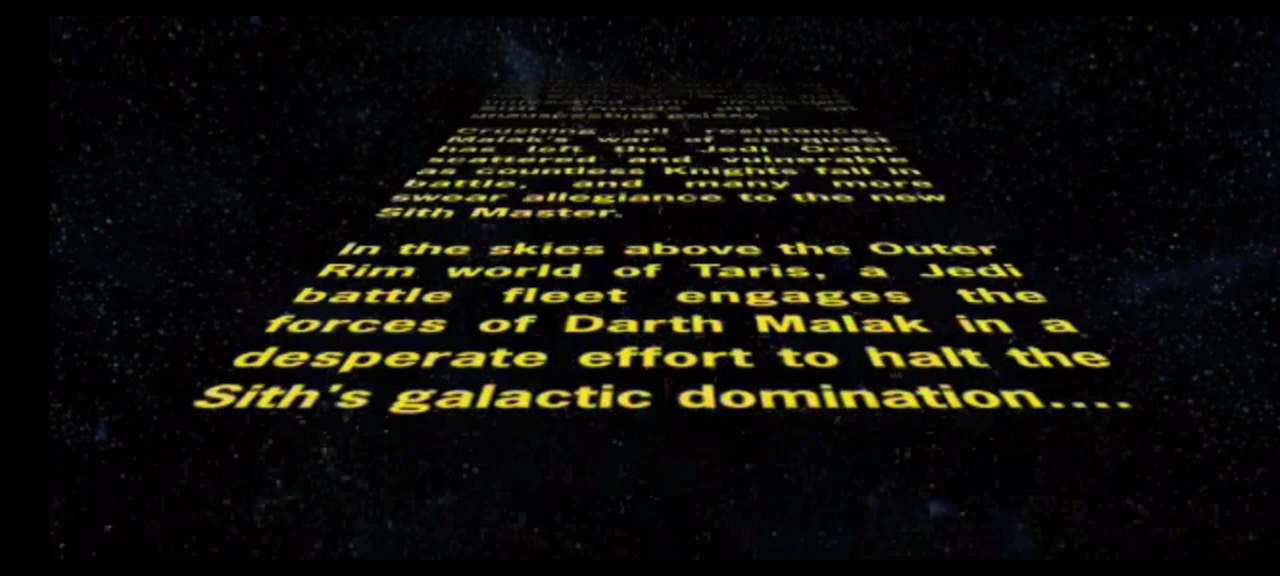 unsuspecting galaxy.
Crushing all resistance,
Malak's war of conquest
has left the Jedi Order
scattered and vulnerable
as countless Knights fall in
battle, and many more
swear allegiance to the new
Sith Master.
In the skies above the Outer
Rim world of Taris, a Jedi
battle fleet engages the
forces of Darth Malak in a
desperate effort to halt the
Sith's galactic domination....